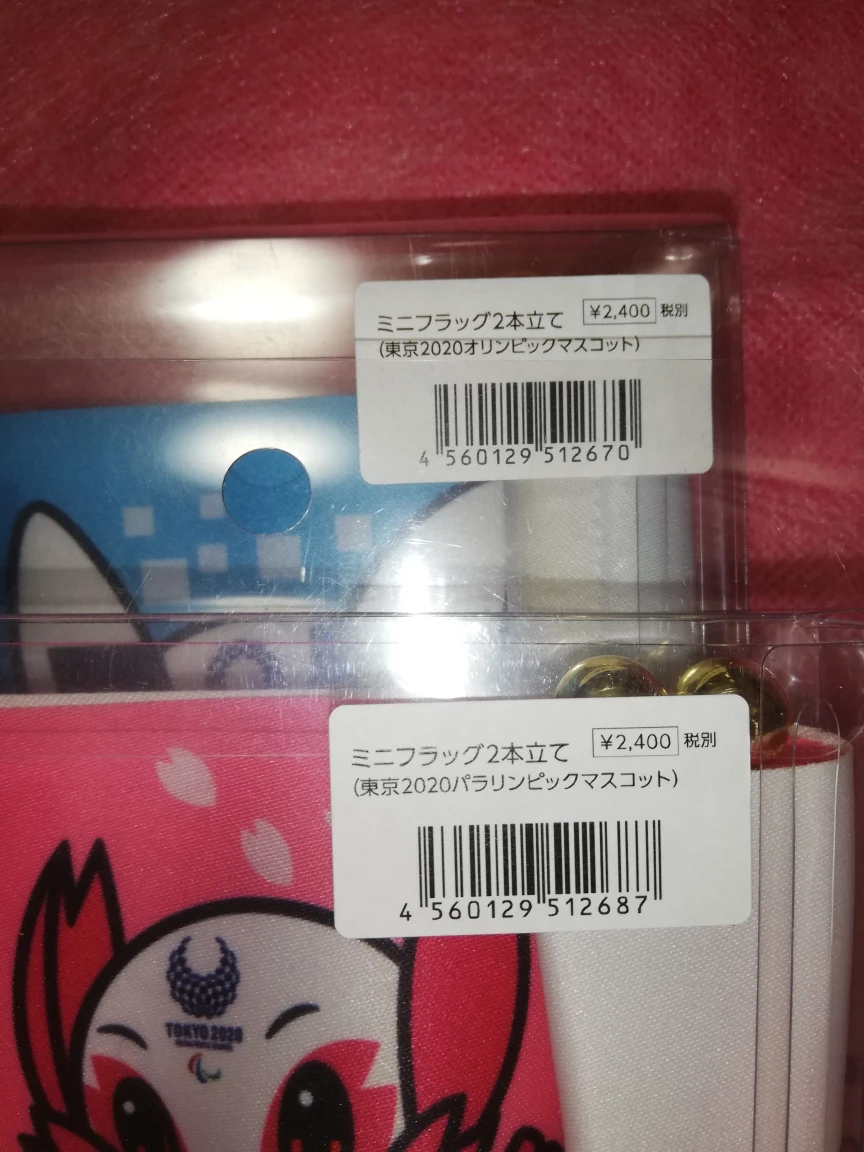 ミニフラッグ2本立て ¥2,400 税別
(東京2020オリンピックマスコット)
4 560129 512670
ミニフラッグ2本立て ¥2,400 税別
(東京2020パラリンピックマスコット)
4 560129 512687
TOKYO 2020